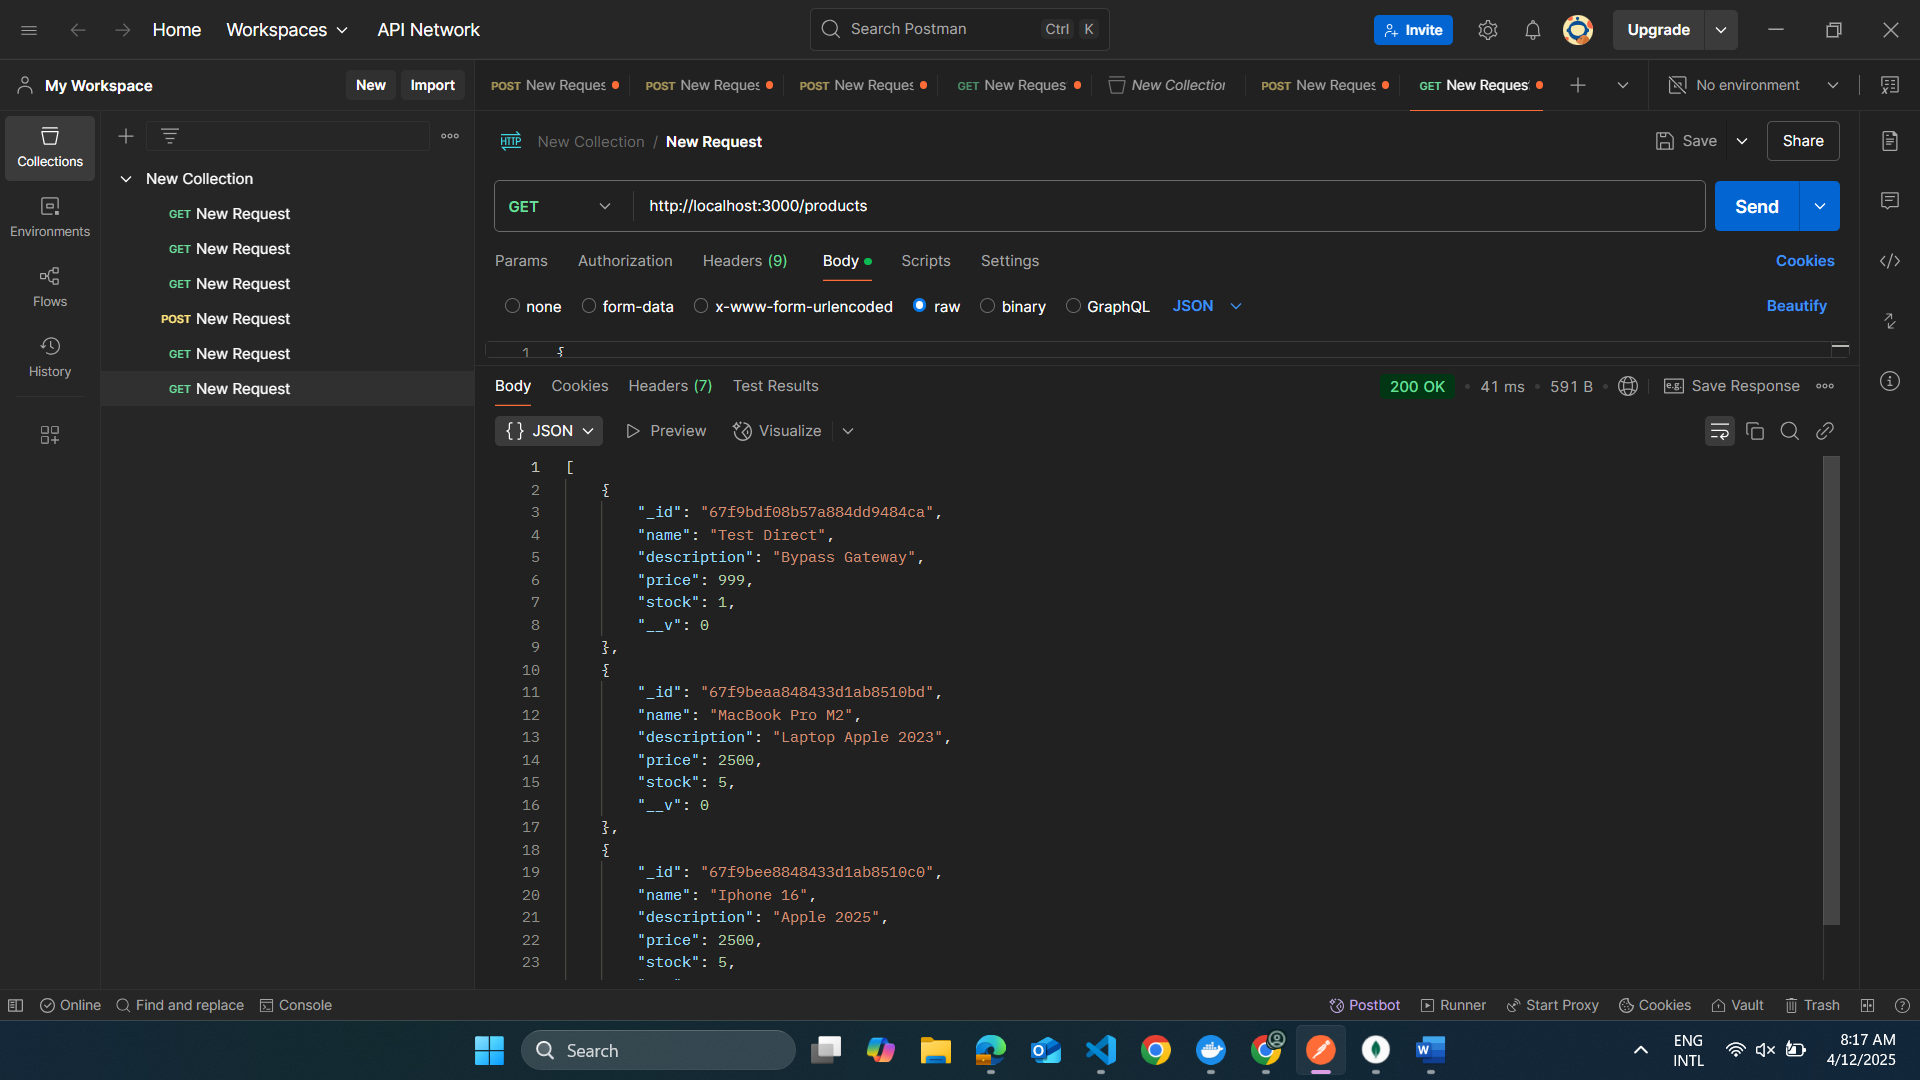 Home Workspaces API Network Search Postman Ctrl K Invite Upgrade
My Workspace New Import POST New Reques POST New Reques POST New Reques GET New Reques New Collection POST New Reques GET New Reques No environment
Collections
Environments
Flows
History
New Collection
GET New Request
GET New Request
GET New Request
POST New Request
GET New Request
GET New Request
HTTP New Collection / New Request Save Share
GET http://localhost:3000/products Send
Params Authorization Headers (9) Body Scripts Settings Cookies
none form-data x-www-form-urlencoded raw binary GraphQL JSON Beautify
1 {
Body Cookies Headers (7) Test Results 200 OK • 41 ms • 591 B • e.g. Save Response
{} JSON Preview Visualize
1 [
2 {
3 "_id": "67f9bdf08b57a884dd9484ca",
4 "name": "Test Direct",
5 "description": "Bypass Gateway",
6 "price": 999,
7 "stock": 1,
8 "__v": 0
9 },
10 {
11 "_id": "67f9beaa848433d1ab8510bd",
12 "name": "MacBook Pro M2",
13 "description": "Laptop Apple 2023",
14 "price": 2500,
15 "stock": 5,
16 "__v": 0
17 },
18 {
19 "_id": "67f9bee8848433d1ab8510c0",
20 "name": "Iphone 16",
21 "description": "Apple 2025",
22 "price": 2500,
23 "stock": 5,
Online Find and replace Console Postbot Runner Start Proxy Cookies Vault Trash
Search
ENG
INTL
8:17 AM
4/12/2025